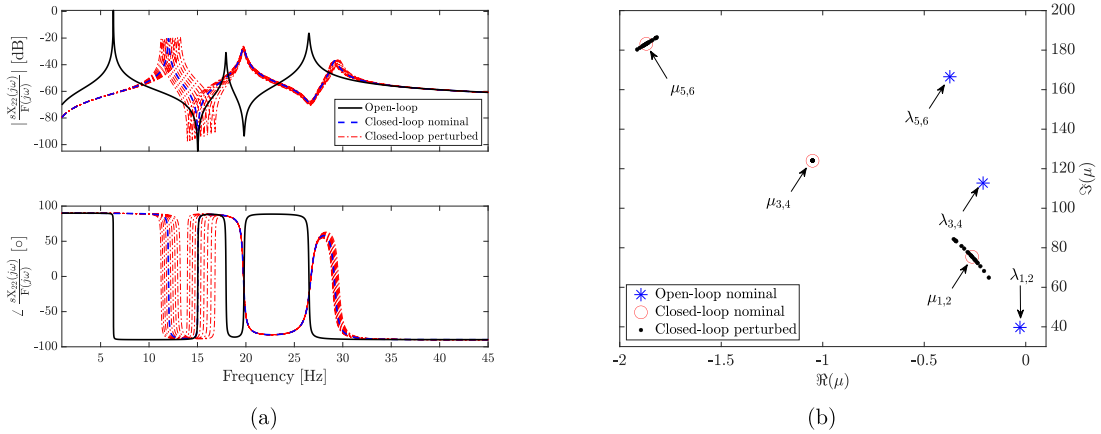 |sX₂₂(jω)/F(jω)| [dB]
0
-20
-40
-60
-80
-100
Open-loop
Closed-loop nominal
Closed-loop perturbed
∠ sX₂₂(jω)/F(jω) [○]
100
50
0
-50
-100
5 10 15 20 25 30 35 40 45
Frequency [Hz]
(a)
μ₅,₆
λ₅,₆
μ₃,₄
λ₃,₄
μ₁,₂
λ₁,₂
Open-loop nominal
Closed-loop nominal
Closed-loop perturbed
200
180
160
140
120
100
80
60
40
ℑ(μ)
-2 -1.5 -1 -0.5 0
ℜ(μ)
(b)